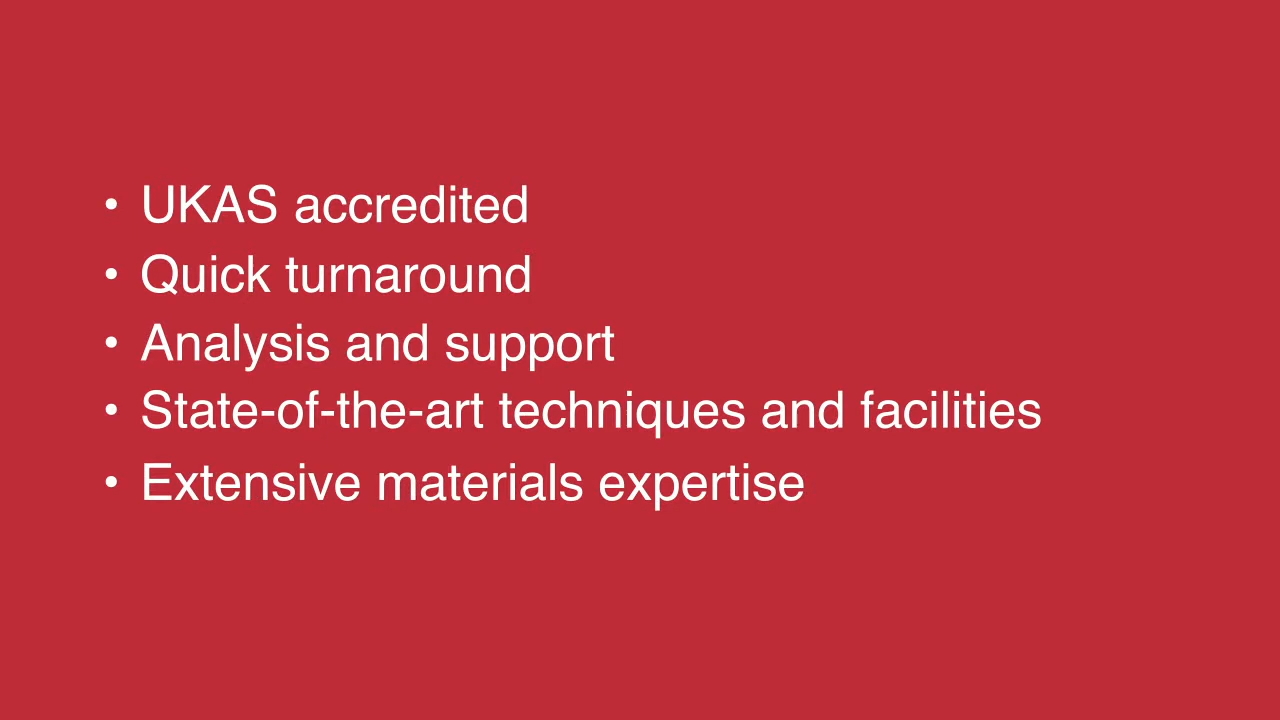 • UKAS accredited
• Quick turnaround
• Analysis and support
• State-of-the-art techniques and facilities
• Extensive materials expertise